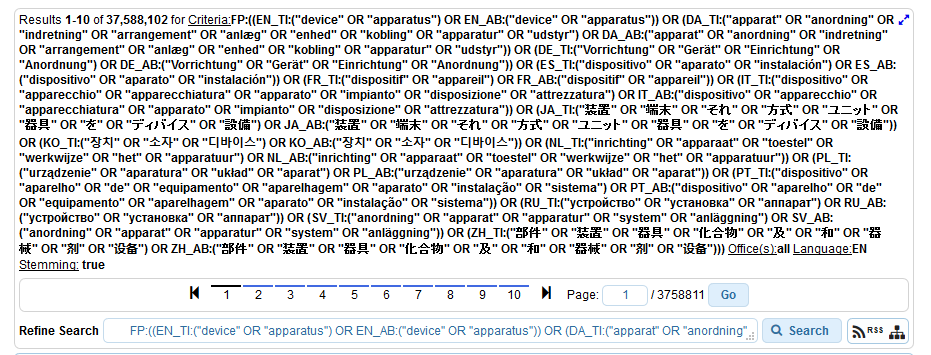 Results 1-10 of 37,588,102 for Criteria:FP:((EN_TI:("device" OR "apparatus") OR EN_AB:("device" OR "apparatus")) OR (DA_TI:("apparat" OR "anordning" OR
"indretning" OR "arrangement" OR "anlæg" OR "enhed" OR "kobling" OR "apparatur" OR "udstyr") OR DA_AB:("apparat" OR "anordning" OR "indretning"
OR "arrangement" OR "anlæg" OR "enhed" OR "kobling" OR "apparatur" OR "udstyr")) OR (DE_TI:("Vorrichtung" OR "Gerät" OR "Einrichtung" OR
"Anordnung") OR DE_AB:("Vorrichtung" OR "Gerät" OR "Einrichtung" OR "Anordnung")) OR (ES_TI:("dispositivo" OR "aparato" OR "instalación") OR ES_AB:
("dispositivo" OR "aparato" OR "instalación")) OR (FR_TI:("dispositif" OR "appareil") OR FR_AB:("dispositif" OR "appareil")) OR (IT_TI:("dispositivo" OR
"apparecchio" OR "apparecchiatura" OR "apparato" OR "impianto" OR "disposizione" OR "attrezzatura") OR IT_AB:("dispositivo" OR "apparecchio" OR
"apparecchiatura" OR "apparato" OR "impianto" OR "disposizione" OR "attrezzatura")) OR (JA_TI:("装置" OR "端末" OR "それ" OR "方式" OR "ユニット" OR
"器具" OR "を" OR "ディバイス" OR "設備") OR JA_AB:("装置" OR "端末" OR "それ" OR "方式" OR "ユニット" OR "器具" OR "を" OR "ディバイス" OR "設備"))
OR (KO_TI:("장치" OR "소자" OR "디바이스") OR KO_AB:("장치" OR "소자" OR "디바이스")) OR (NL_TI:("inrichting" OR "apparaat" OR "toestel" OR
"werkwijze" OR "het" OR "apparatuur") OR NL_AB:("inrichting" OR "apparaat" OR "toestel" OR "werkwijze" OR "het" OR "apparatuur")) OR (PL_TI:
("urządzenie" OR "aparatura" OR "układ" OR "aparat") OR PL_AB:("urządzenie" OR "aparatura" OR "układ" OR "aparat")) OR (PT_TI:("dispositivo" OR
"aparelho" OR "de" OR "equipamento" OR "aparelhagem" OR "aparato" OR "instalação" OR "sistema") OR PT_AB:("dispositivo" OR "aparelho" OR "de"
OR "equipamento" OR "aparelhagem" OR "aparato" OR "instalação" OR "sistema")) OR (RU_TI:("устройство" OR "установка" OR "аппарат") OR RU_AB:
("устройство" OR "установка" OR "аппарат")) OR (SV_TI:("anordning" OR "apparat" OR "apparatur" OR "system" OR "anläggning") OR SV_AB:
("anordning" OR "apparat" OR "apparatur" OR "system" OR "anläggning")) OR (ZH_TI:("部件" OR "装置" OR "器具" OR "化合物" OR "及" OR "和" OR "器
械" OR "剂" OR "设备") OR ZH_AB:("部件" OR "装置" OR "器具" OR "化合物" OR "及" OR "和" OR "器械" OR "剂" OR "设备"))) Office(s):all Language:EN
Stemming: true
1 2 3 4 5 6 7 8 9 10 Page: 1 / 3758811 Go
Refine Search FP:((EN_TI:("device" OR "apparatus") OR EN_AB:("device" OR "apparatus")) OR (DA_TI:("apparat" OR "anordning" Search RSS